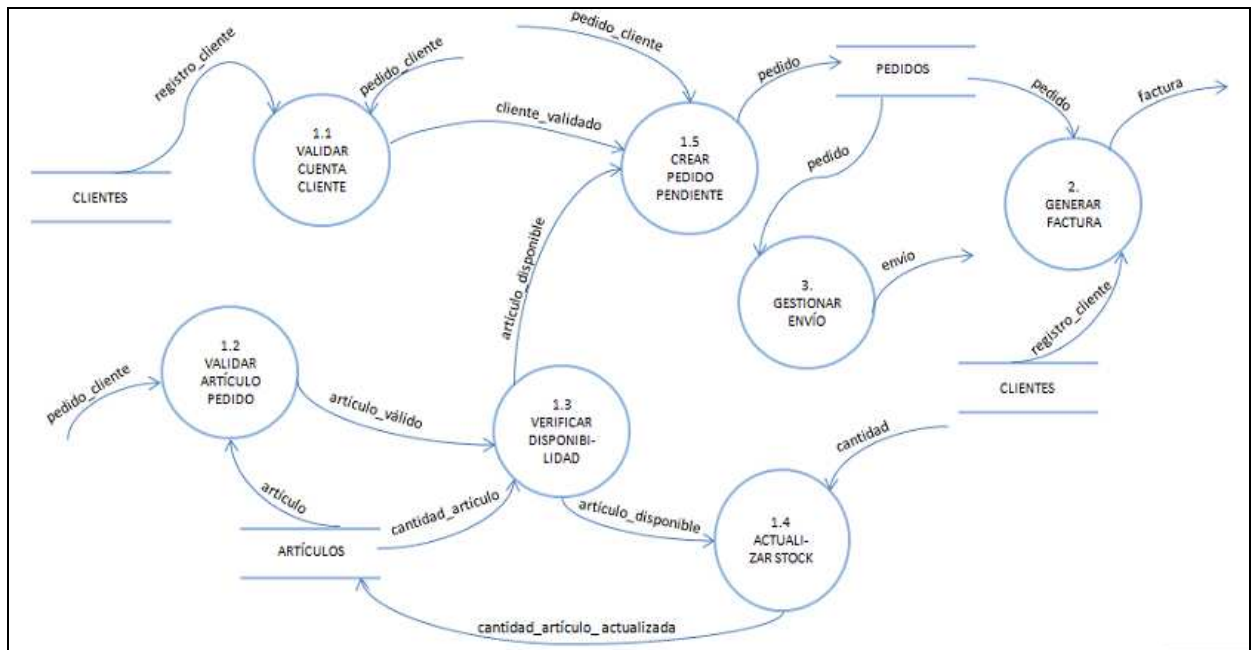 pedido_cliente
registro_cliente
pedido_cliente
pedido
PEDIDOS
pedido
factura
cliente_validado
1.1
VALIDAR
CUENTA
CLIENTE
1.5
CREAR
PEDIDO
PENDIENTE
pedido
CLIENTES
2.
GENERAR
FACTURA
artículo_disponible
envío
3.
GESTIONAR
ENVÍO
registro_cliente
1.2
VALIDAR
ARTÍCULO
PEDIDO
pedido_cliente
artículo_válido
1.3
VERIFICAR
DISPONIBI-
LIDAD
CLIENTES
cantidad
artículo
cantidad_articulo
artículo_disponible
1.4
ACTUALI-
ZAR STOCK
ARTÍCULOS
cantidad_artículo_actualizada